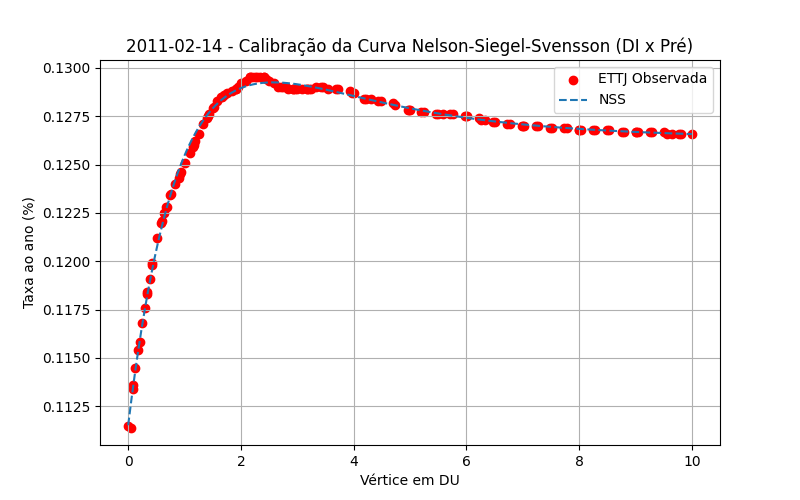 2011-02-14 - Calibração da Curva Nelson-Siegel-Svensson (DI x Pré)
Taxa ao ano (%)
0.1300
0.1275
0.1250
0.1225
0.1200
0.1175
0.1150
0.1125
ETTJ Observada
NSS
0 2 4 6 8 10
Vértice em DU